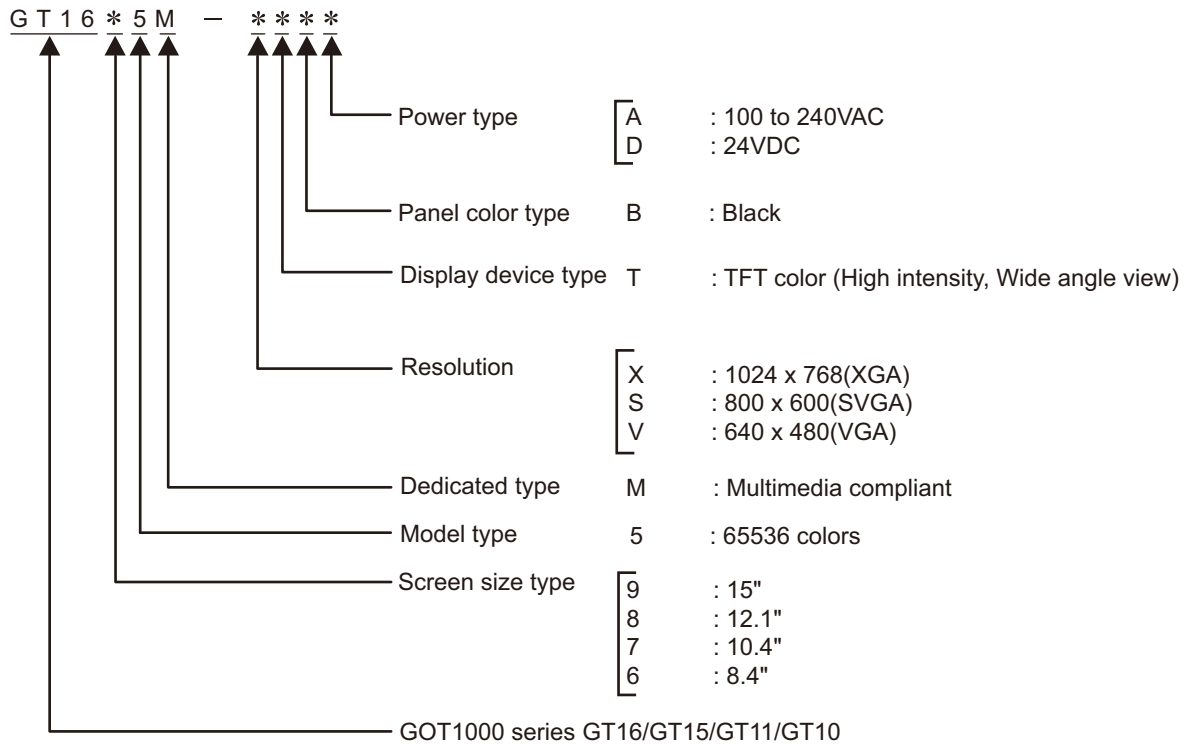 G T 1 6 * 5 M - * * * *
Power type A : 100 to 240VAC
D : 24VDC
Panel color type B : Black
Display device type T : TFT color (High intensity, Wide angle view)
Resolution X : 1024 x 768(XGA)
S : 800 x 600(SVGA)
V : 640 x 480(VGA)
Dedicated type M : Multimedia compliant
Model type 5 : 65536 colors
Screen size type 9 : 15"
8 : 12.1"
7 : 10.4"
6 : 8.4"
GOT1000 series GT16/GT15/GT11/GT10